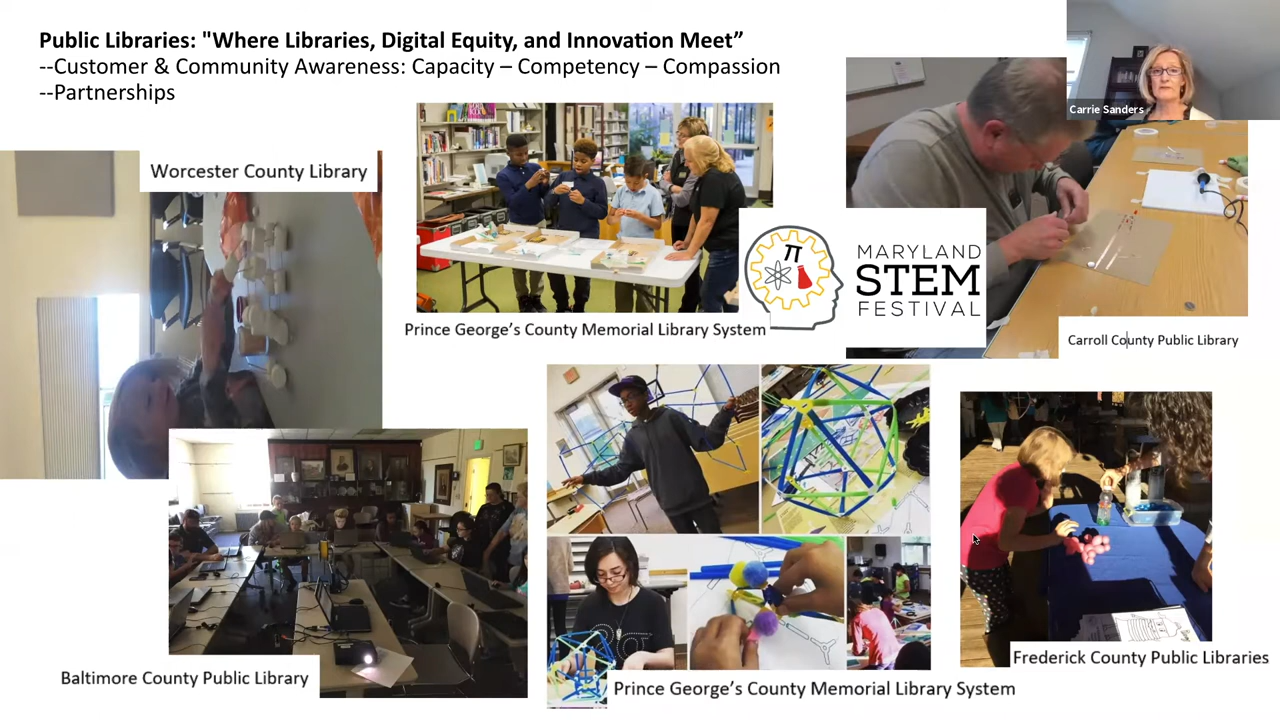 Public Libraries: "Where Libraries, Digital Equity, and Innovation Meet”
--Customer & Community Awareness: Capacity – Competency – Compassion
--Partnerships
Carrie Sanders
Worcester County Library
π
MARYLAND
STEM
FESTIVAL
Prince George’s County Memorial Library System
Carroll County Public Library
Frederick County Public Libraries
Baltimore County Public Library
Prince George’s County Memorial Library System